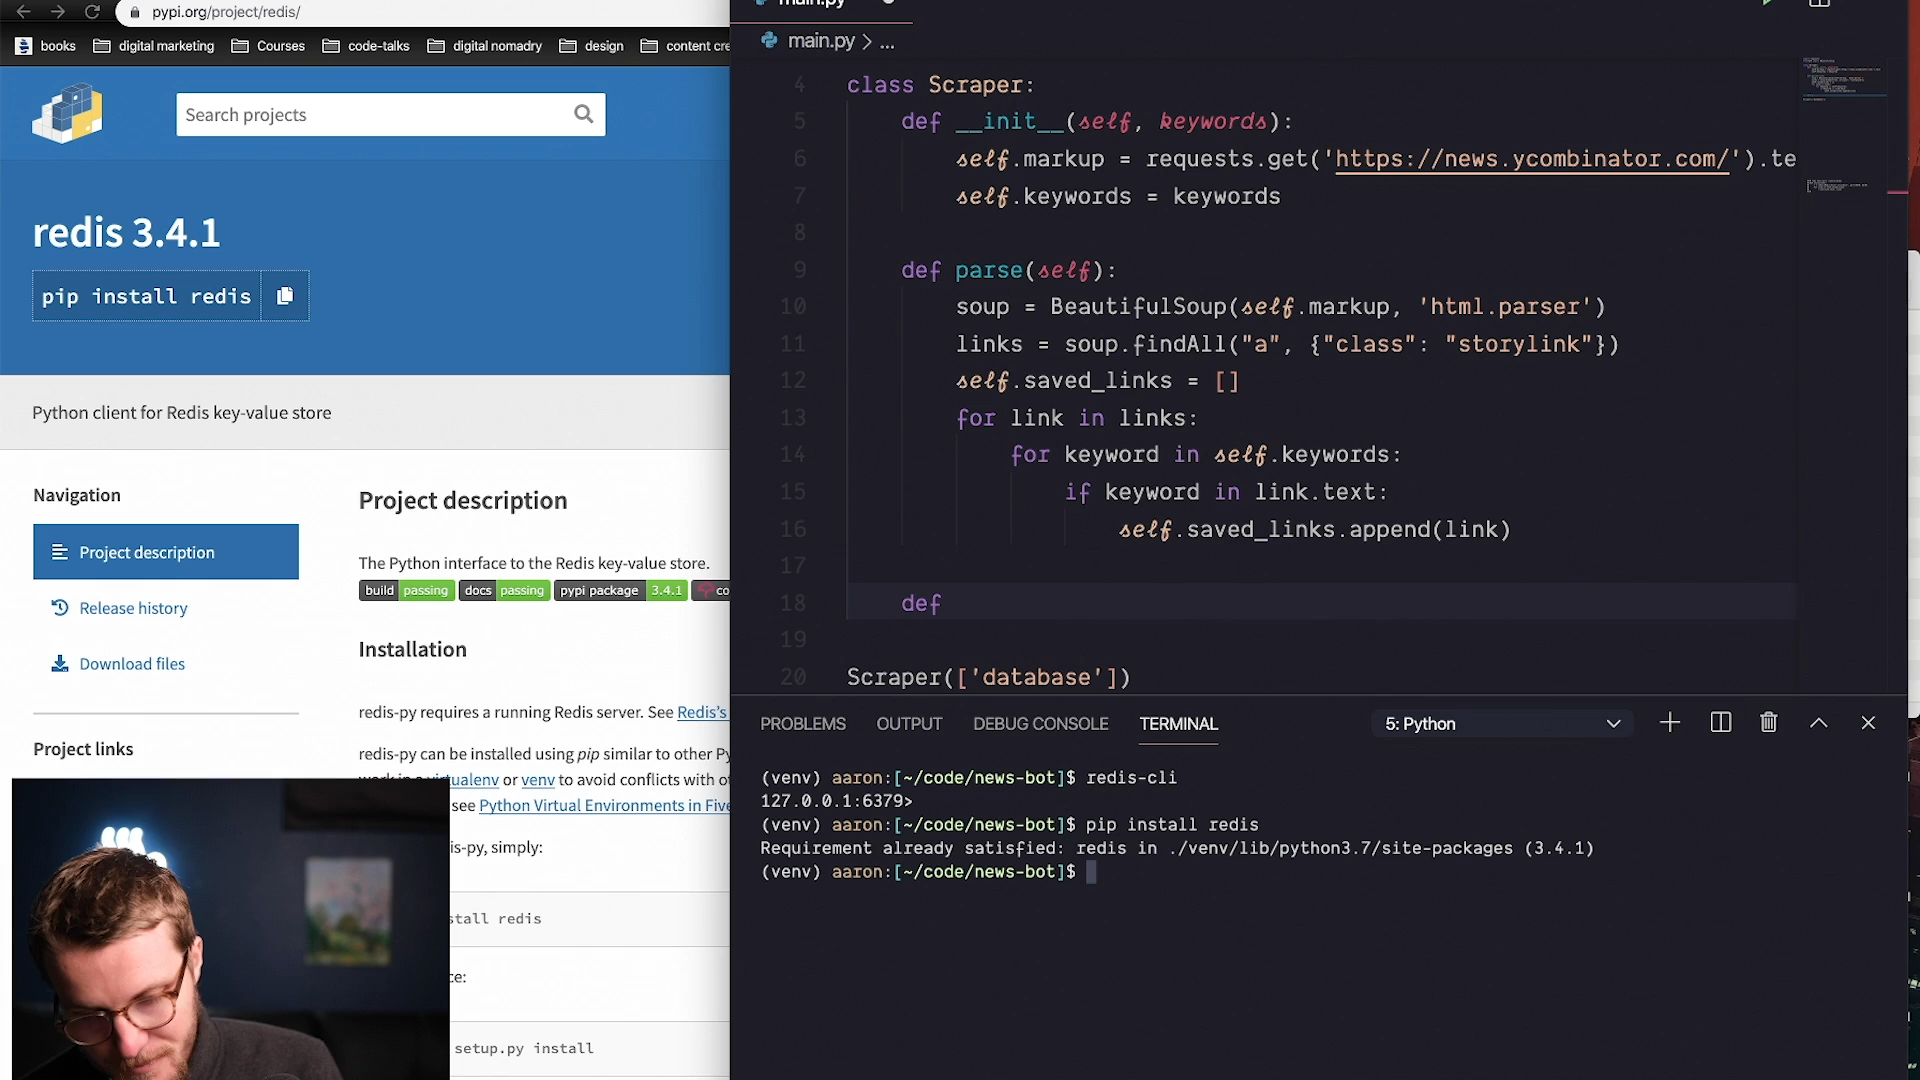 pypi.org/project/redis/
books digital marketing Courses code-talks digital nomadry design content cre
Search projects
redis 3.4.1
pip install redis
Python client for Redis key-value store
Navigation
Project description
Release history
Download files
Project links
Project description
The Python interface to the Redis key-value store.
build passing docs passing pypi package 3.4.1 co
Installation
redis-py requires a running Redis server. See Redis's
redis-py can be installed using pip similar to other Py
virtualenv or venv to avoid conflicts with ot
see Python Virtual Environments in Five
is-py, simply:
stall redis
ce:
setup.py install
main.py
main.py > ...
4 class Scraper:
5 def __init__(self, keywords):
6 self.markup = requests.get('https://news.ycombinator.com/').te
7 self.keywords = keywords
8
9 def parse(self):
10 soup = BeautifulSoup(self.markup, 'html.parser')
11 links = soup.findAll("a", {"class": "storylink"})
12 self.saved_links = []
13 for link in links:
14 for keyword in self.keywords:
15 if keyword in link.text:
16 self.saved_links.append(link)
17
18 def
19
20 Scraper(['database'])
PROBLEMS OUTPUT DEBUG CONSOLE TERMINAL 5: Python
(venv) aaron:[~/code/news-bot]$ redis-cli
127.0.0.1:6379>
(venv) aaron:[~/code/news-bot]$ pip install redis
Requirement already satisfied: redis in ./venv/lib/python3.7/site-packages (3.4.1)
(venv) aaron:[~/code/news-bot]$